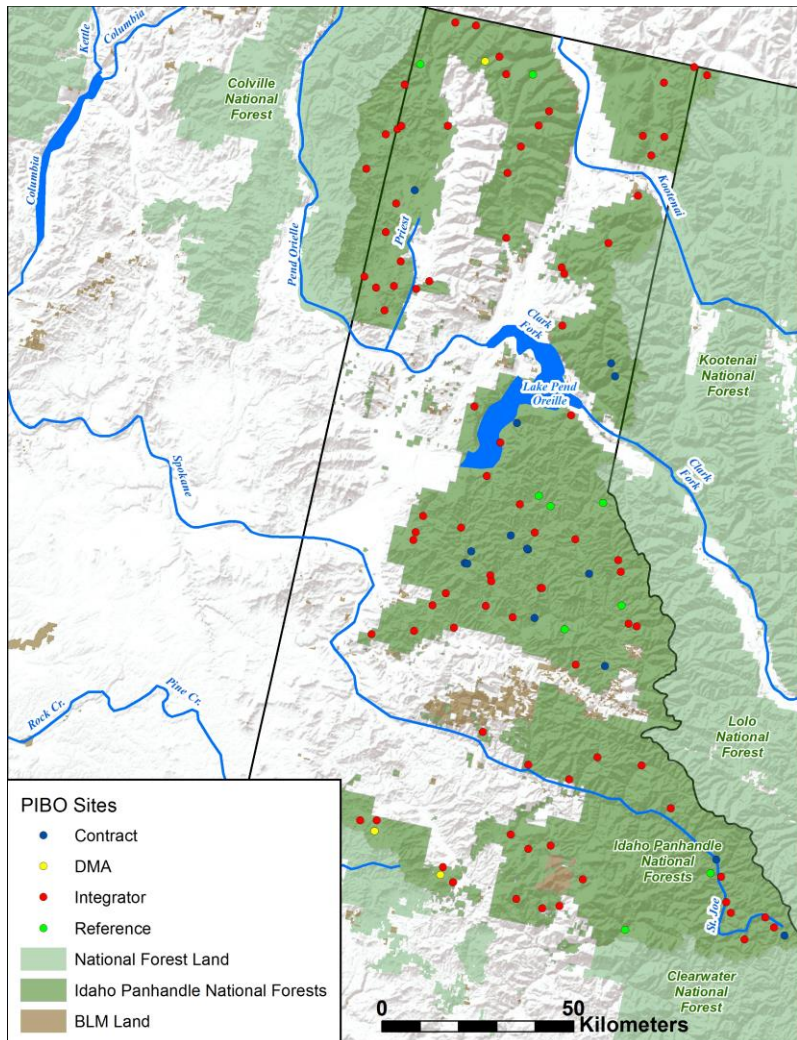 Kettle
Columbia
Colville
National
Forest
Columbia
Pend Orielle
Priest
Kootenai
Clark
Fork
Kootenai
National
Forest
Lake Pend
Oreille
Clark
Fork
Spokane
Rock Cr.
Pine Cr.
Lolo
National
Forest
Idaho Panhandle
National
Forests
St. Joe
Clearwater
National
Forest
PIBO Sites
Contract
DMA
Integrator
Reference
National Forest Land
Idaho Panhandle National Forests
BLM Land
0 50
Kilometers